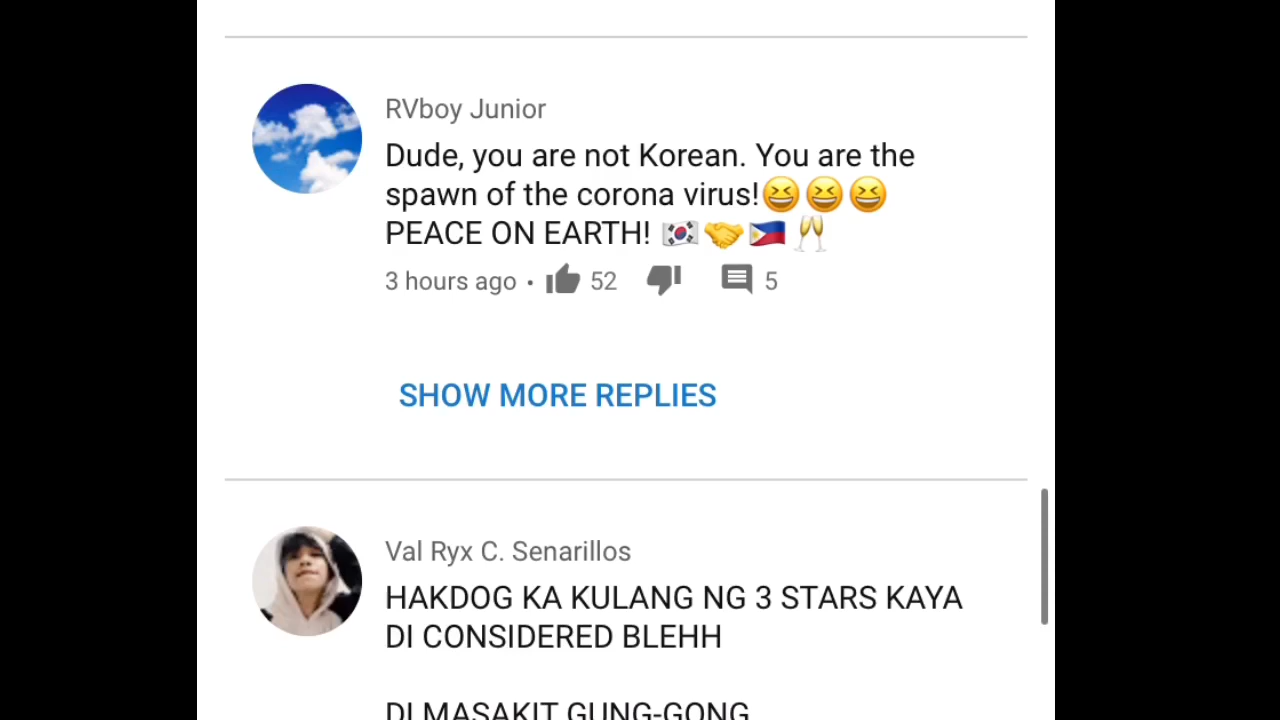 RVboy Junior
Dude, you are not Korean. You are the
spawn of the corona virus!😆😆😆
PEACE ON EARTH! 🇰🇷🤝🇵🇭🥂
3 hours ago · 52 5
SHOW MORE REPLIES
Val Ryx C. Senarillos
HAKDOG KA KULANG NG 3 STARS KAYA
DI CONSIDERED BLEHH
DI MASAKIT GUNG-GONG